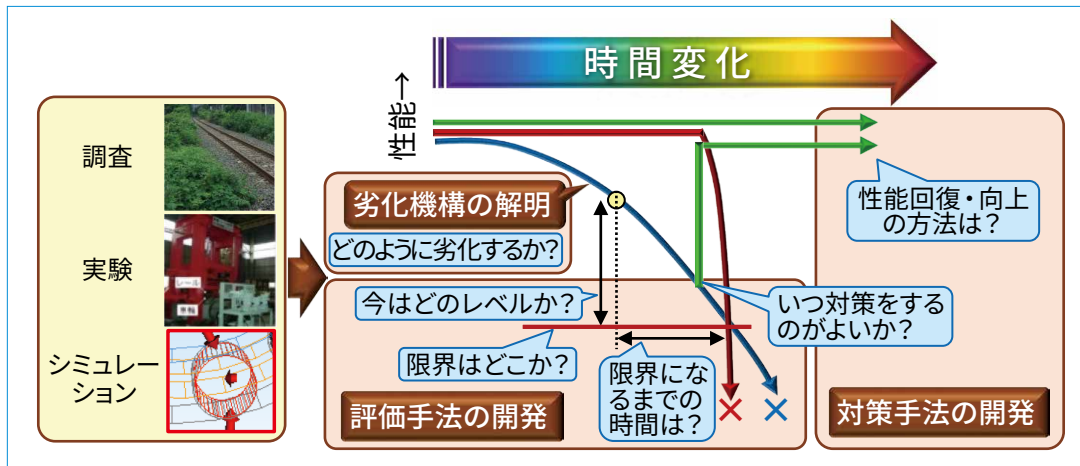 時間変化
性能→
調査
実験
レール
車輪
シミュレー
ション
劣化機構の解明
どのように劣化するか?
今はどのレベルか?
限界はどこか?
限界にな
るまでの
時間は?
評価手法の開発
性能回復・向上
の方法は?
いつ対策をする
のがよいか?
対策手法の開発